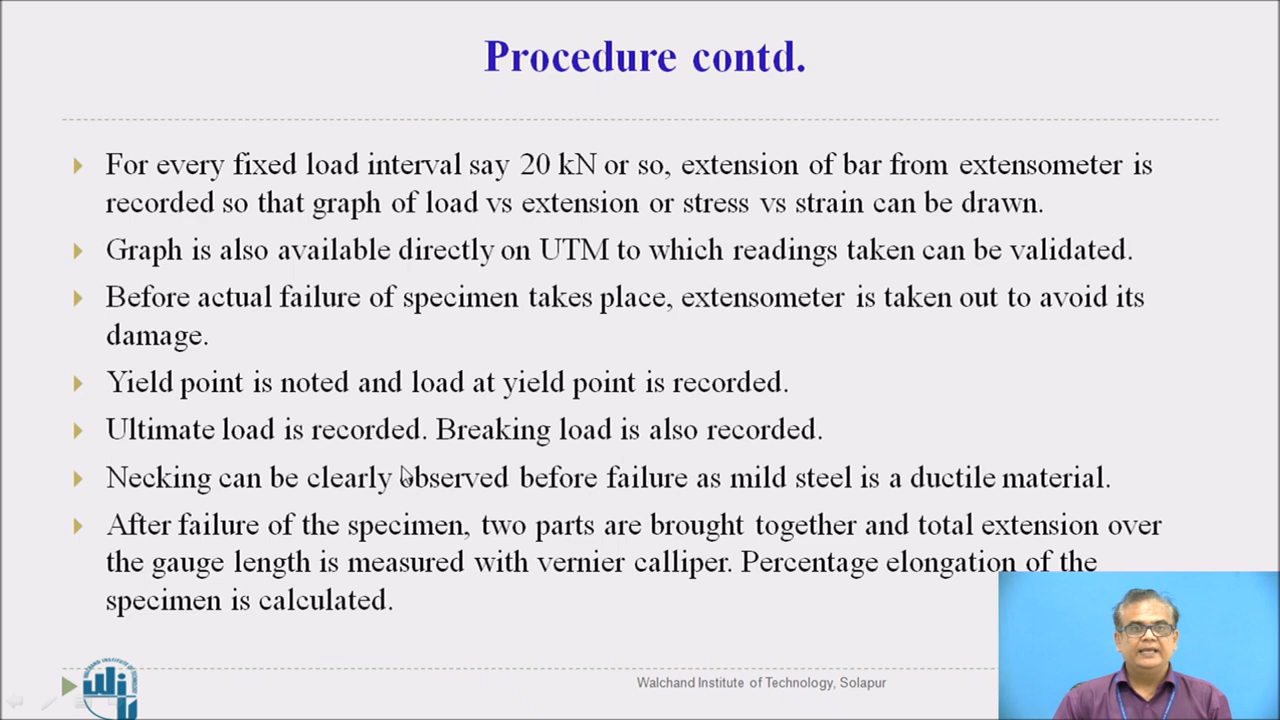 Procedure contd.
For every fixed load interval say 20 kN or so, extension of bar from extensometer is
recorded so that graph of load vs extension or stress vs strain can be drawn.
Graph is also available directly on UTM to which readings taken can be validated.
Before actual failure of specimen takes place, extensometer is taken out to avoid its
damage.
Yield point is noted and load at yield point is recorded.
Ultimate load is recorded. Breaking load is also recorded.
Necking can be clearly observed before failure as mild steel is a ductile material.
After failure of the specimen, two parts are brought together and total extension over
the gauge length is measured with vernier calliper. Percentage elongation of the
specimen is calculated.
Walchand Institute of Technology, Solapur